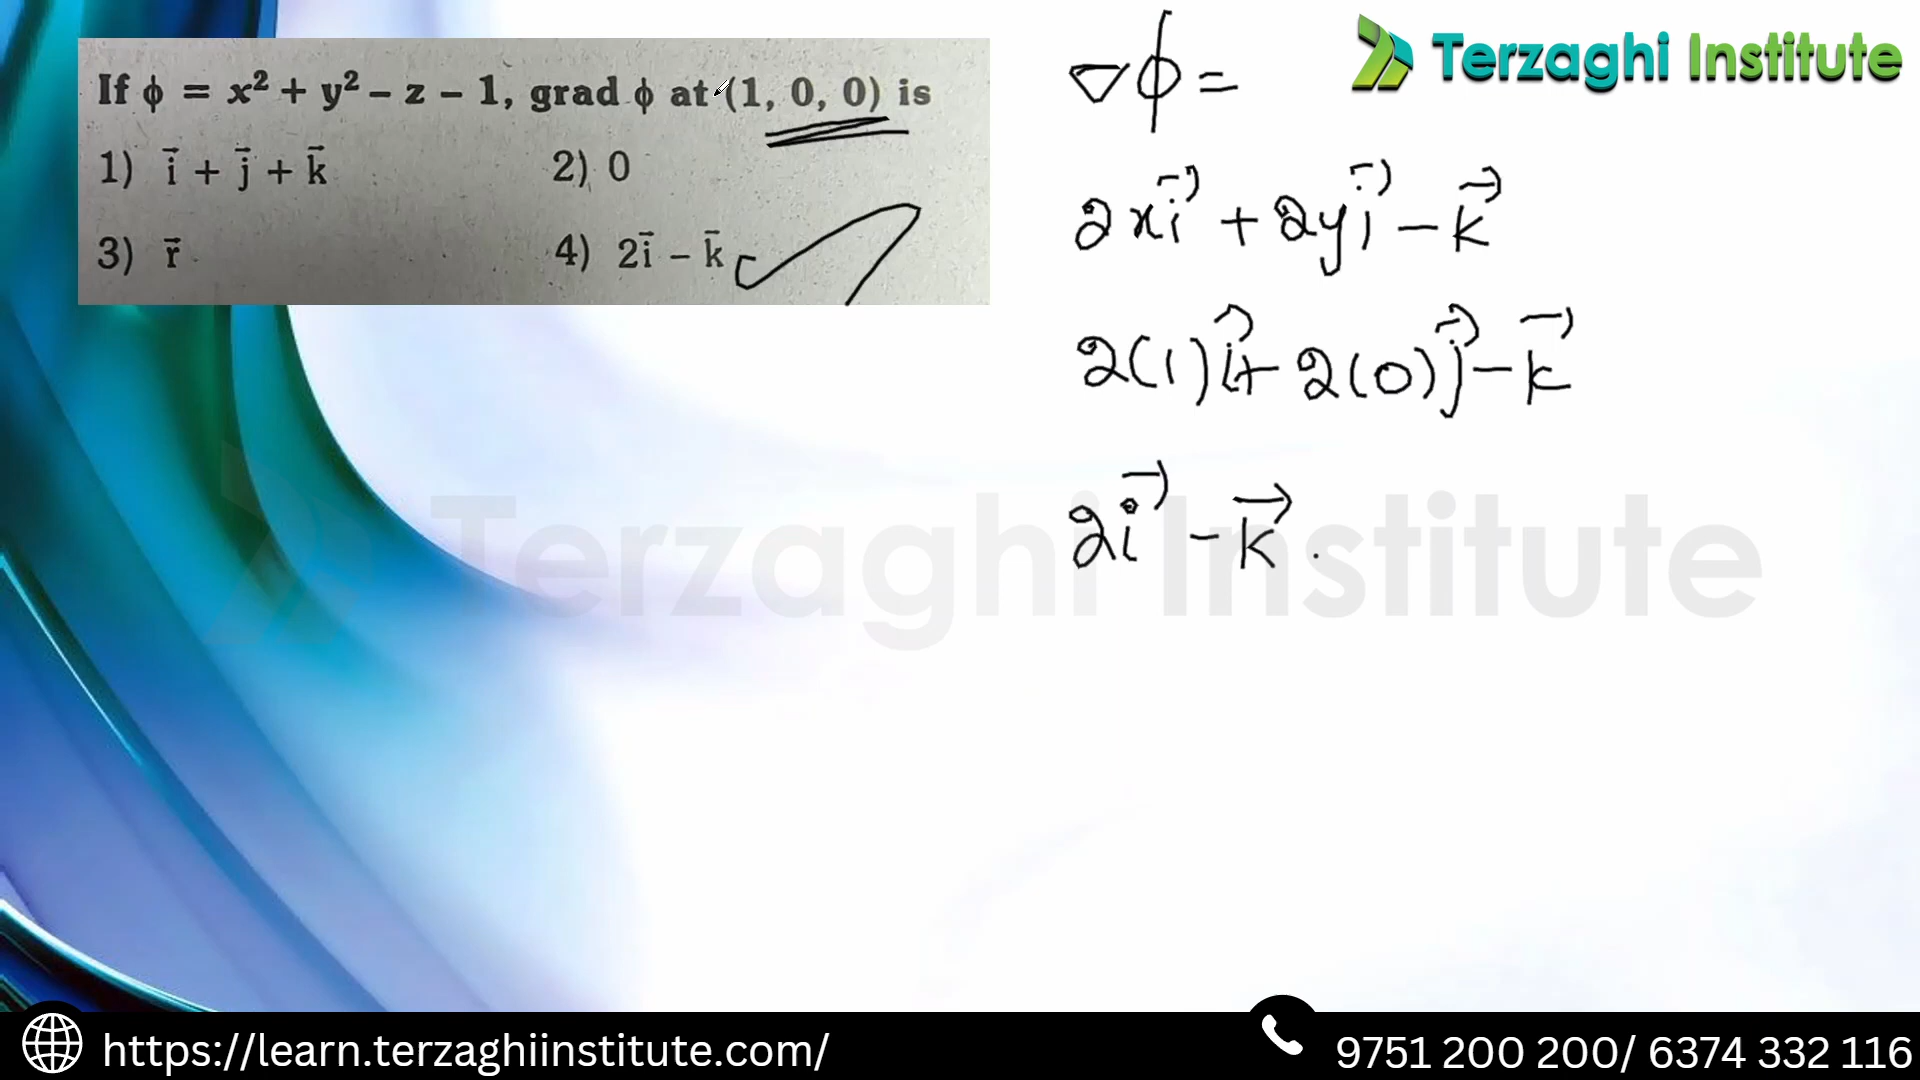 If ϕ = x² + y² – z – 1, grad ϕ at (1, 0, 0) is
1) i⃗ + j⃗ + k⃗
2) 0
3) r⃗
4) 2i⃗ – k⃗
∇ϕ =
2xi⃗ + 2yj⃗ – k⃗
2(1)i⃗ + 2(0)j⃗ – k⃗
2i⃗ – k⃗ .
Terzaghi Institute
Terzaghi Institute
https://learn.terzaghiinstitute.com/
9751 200 200/ 6374 332 116